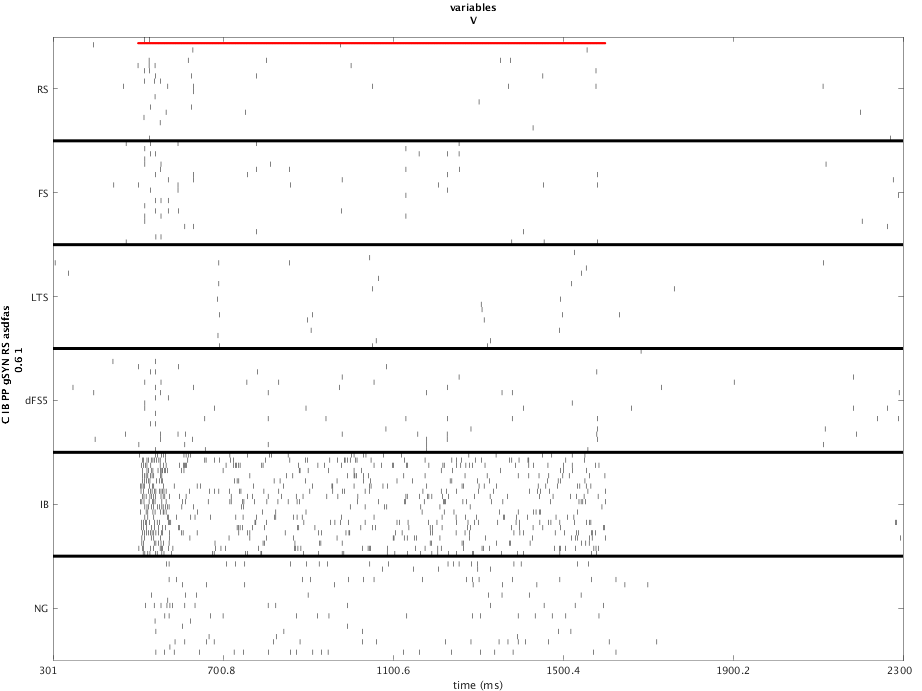 variables
V
RS
FS
LTS
dFS5
IB
NG
C IB PP gSYN RS asdfas
0.6 1
301
700.8
1100.6
1500.4
1900.2
2300
time (ms)